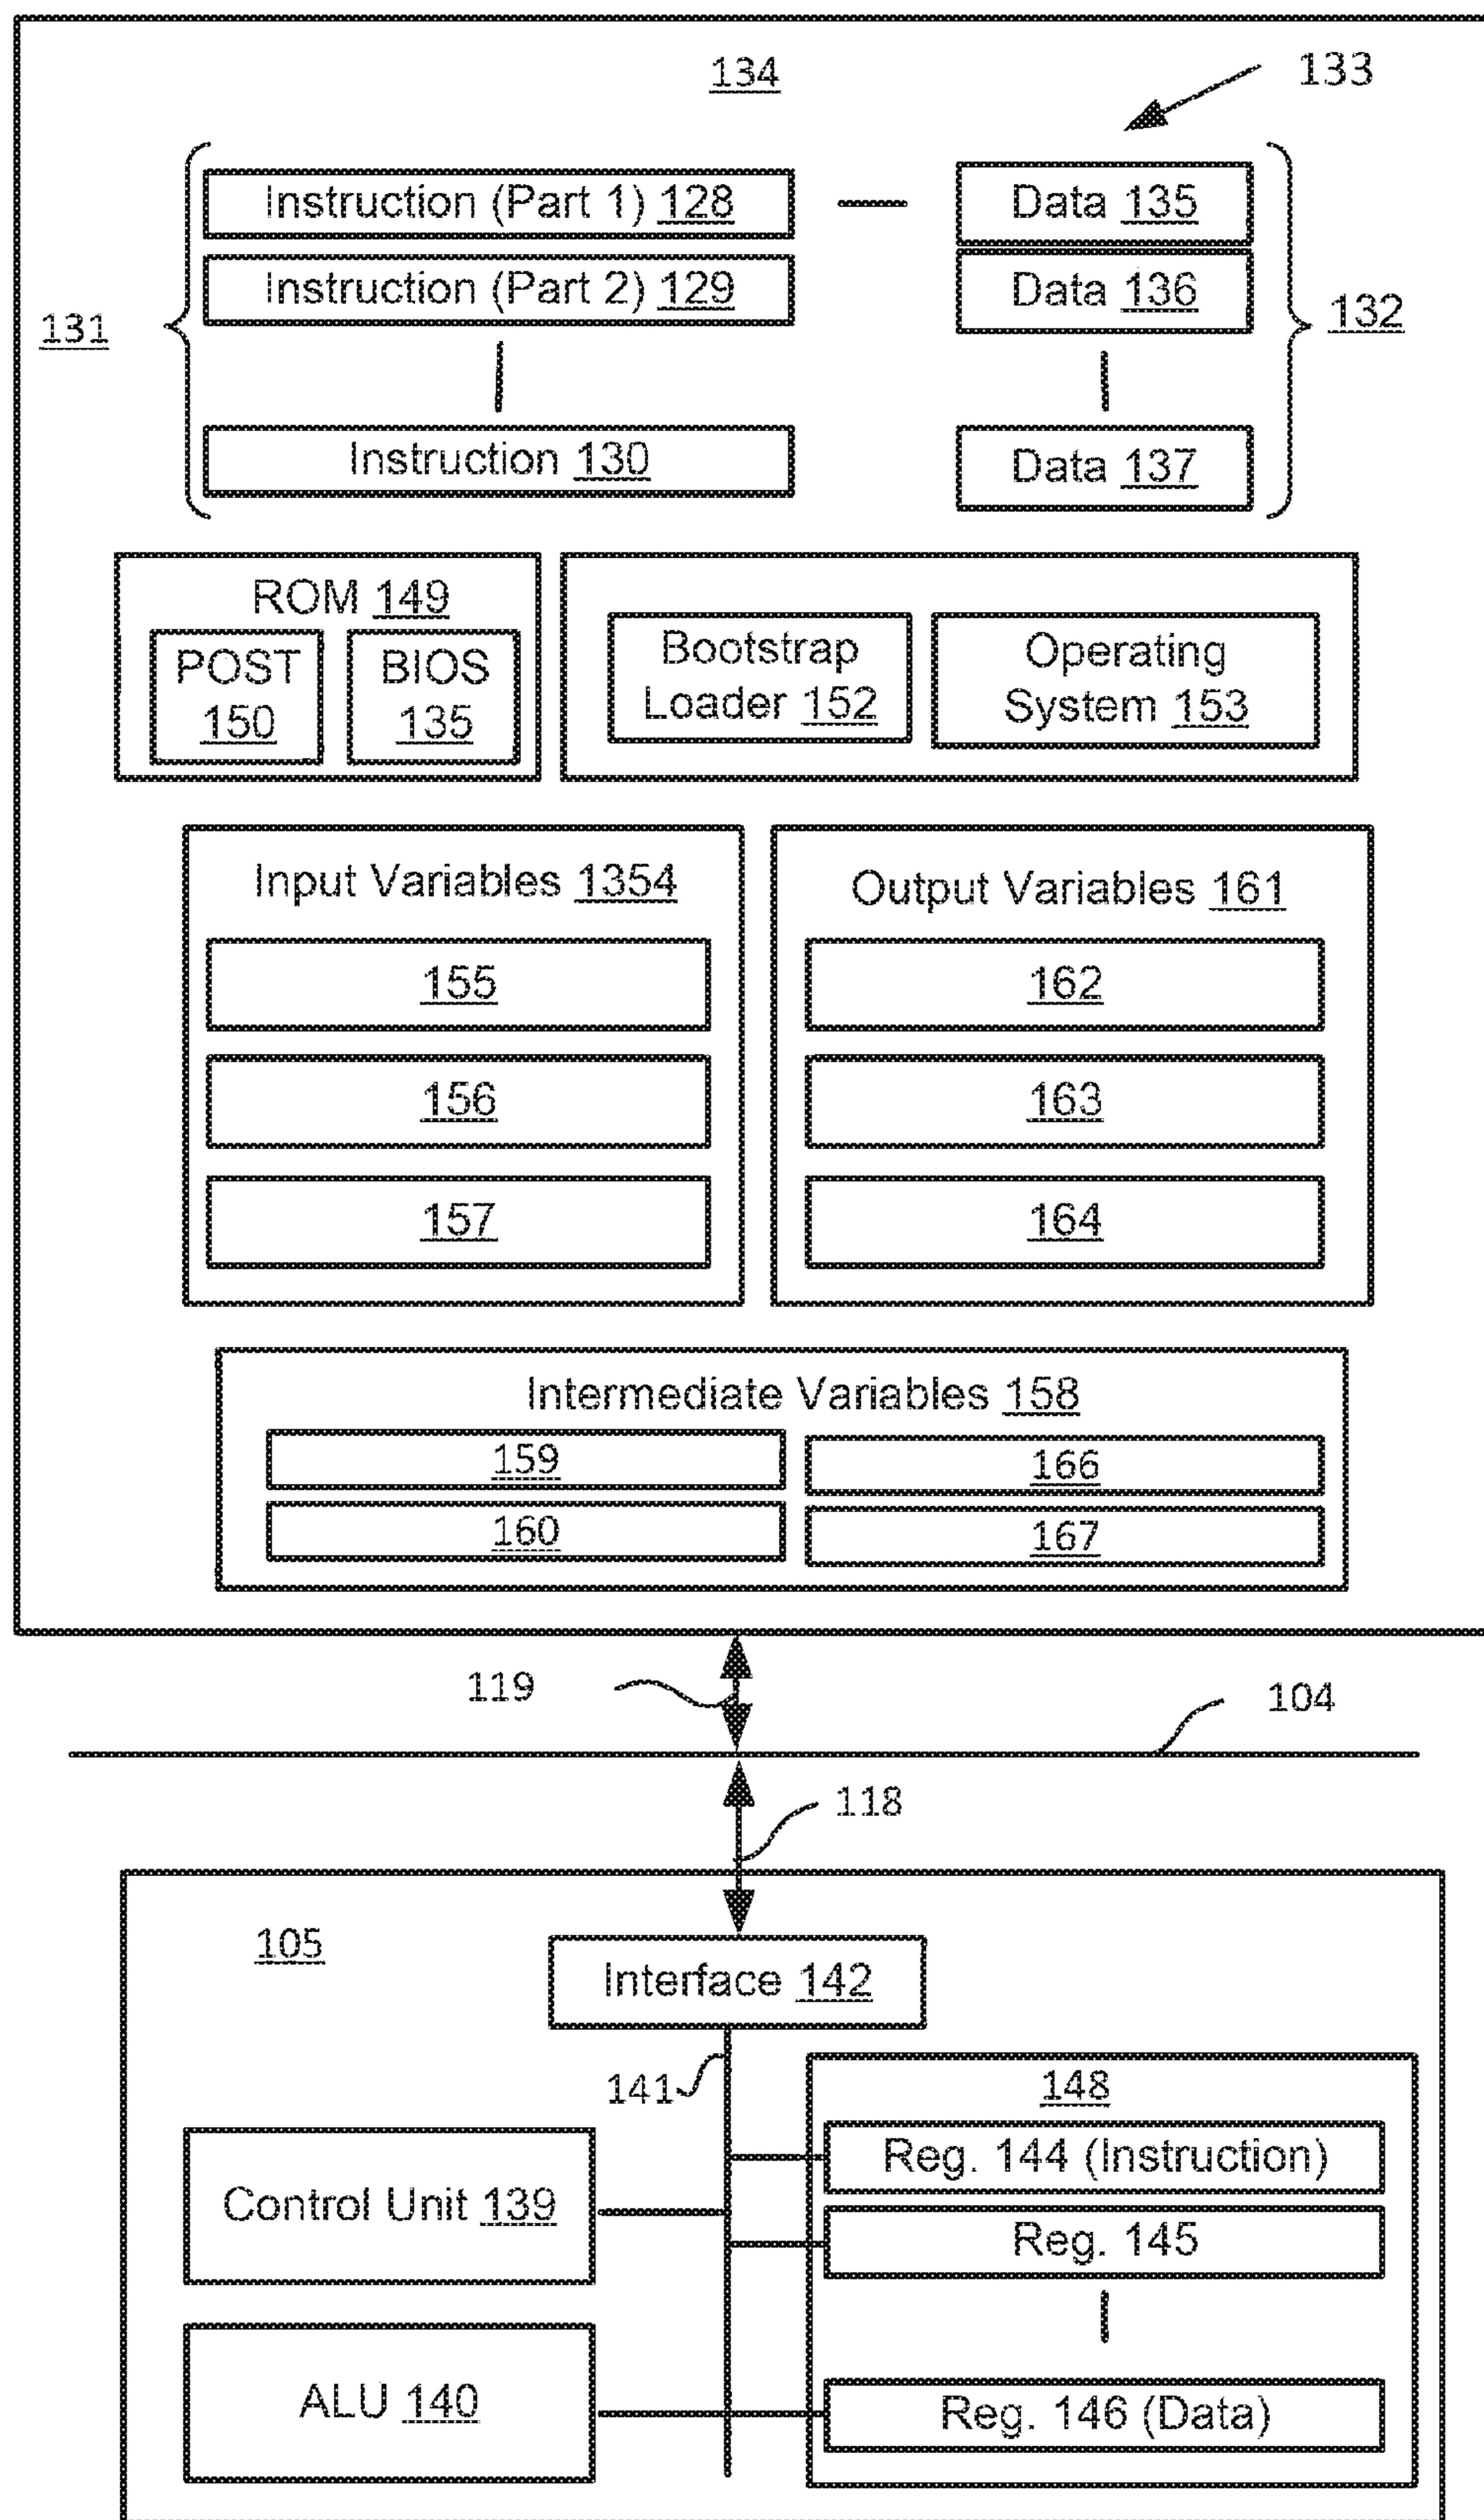 134
133
Instruction (Part 1) 128
Data 135
Instruction (Part 2) 129
Data 136
131
132
Instruction 130
Data 137
ROM 149
POST
150
BIOS
135
Bootstrap
Loader 152
Operating
System 153
Input Variables 1354
155
156
157
Output Variables 161
162
163
164
Intermediate Variables 158
159
166
160
167
119
104
118
105
Interface 142
141
148
Reg. 144 (Instruction)
Control Unit 139
Reg. 145
ALU 140
Reg. 146 (Data)